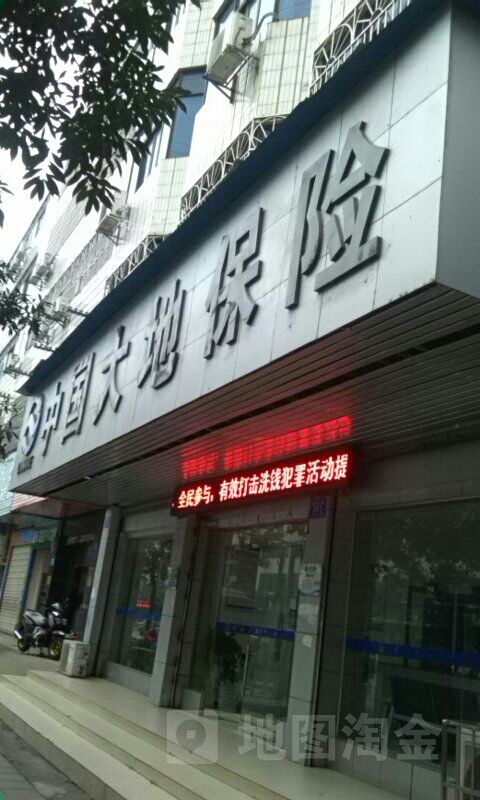 中国大地保险
全民参与，有效打击洗钱犯罪活动提
地图淘金